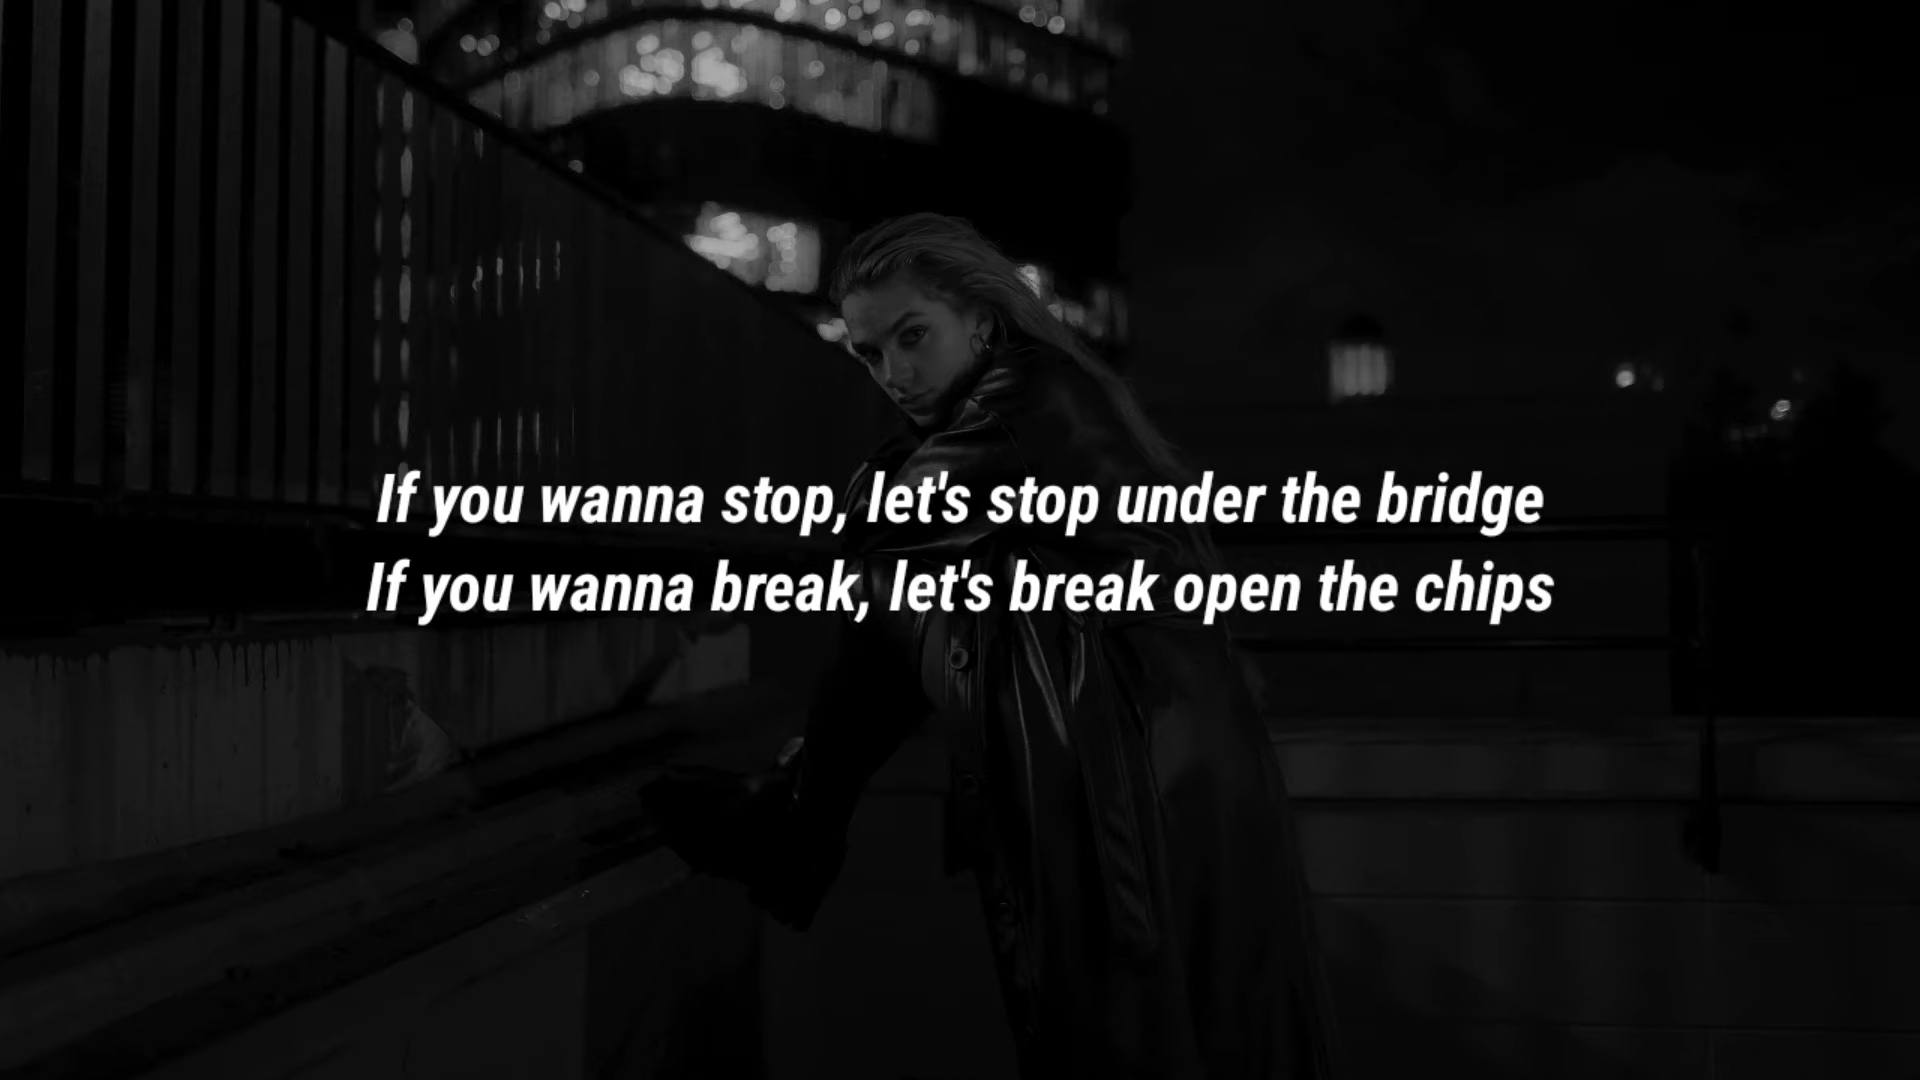 If you wanna stop, let's stop under the bridge
If you wanna break, let's break open the chips